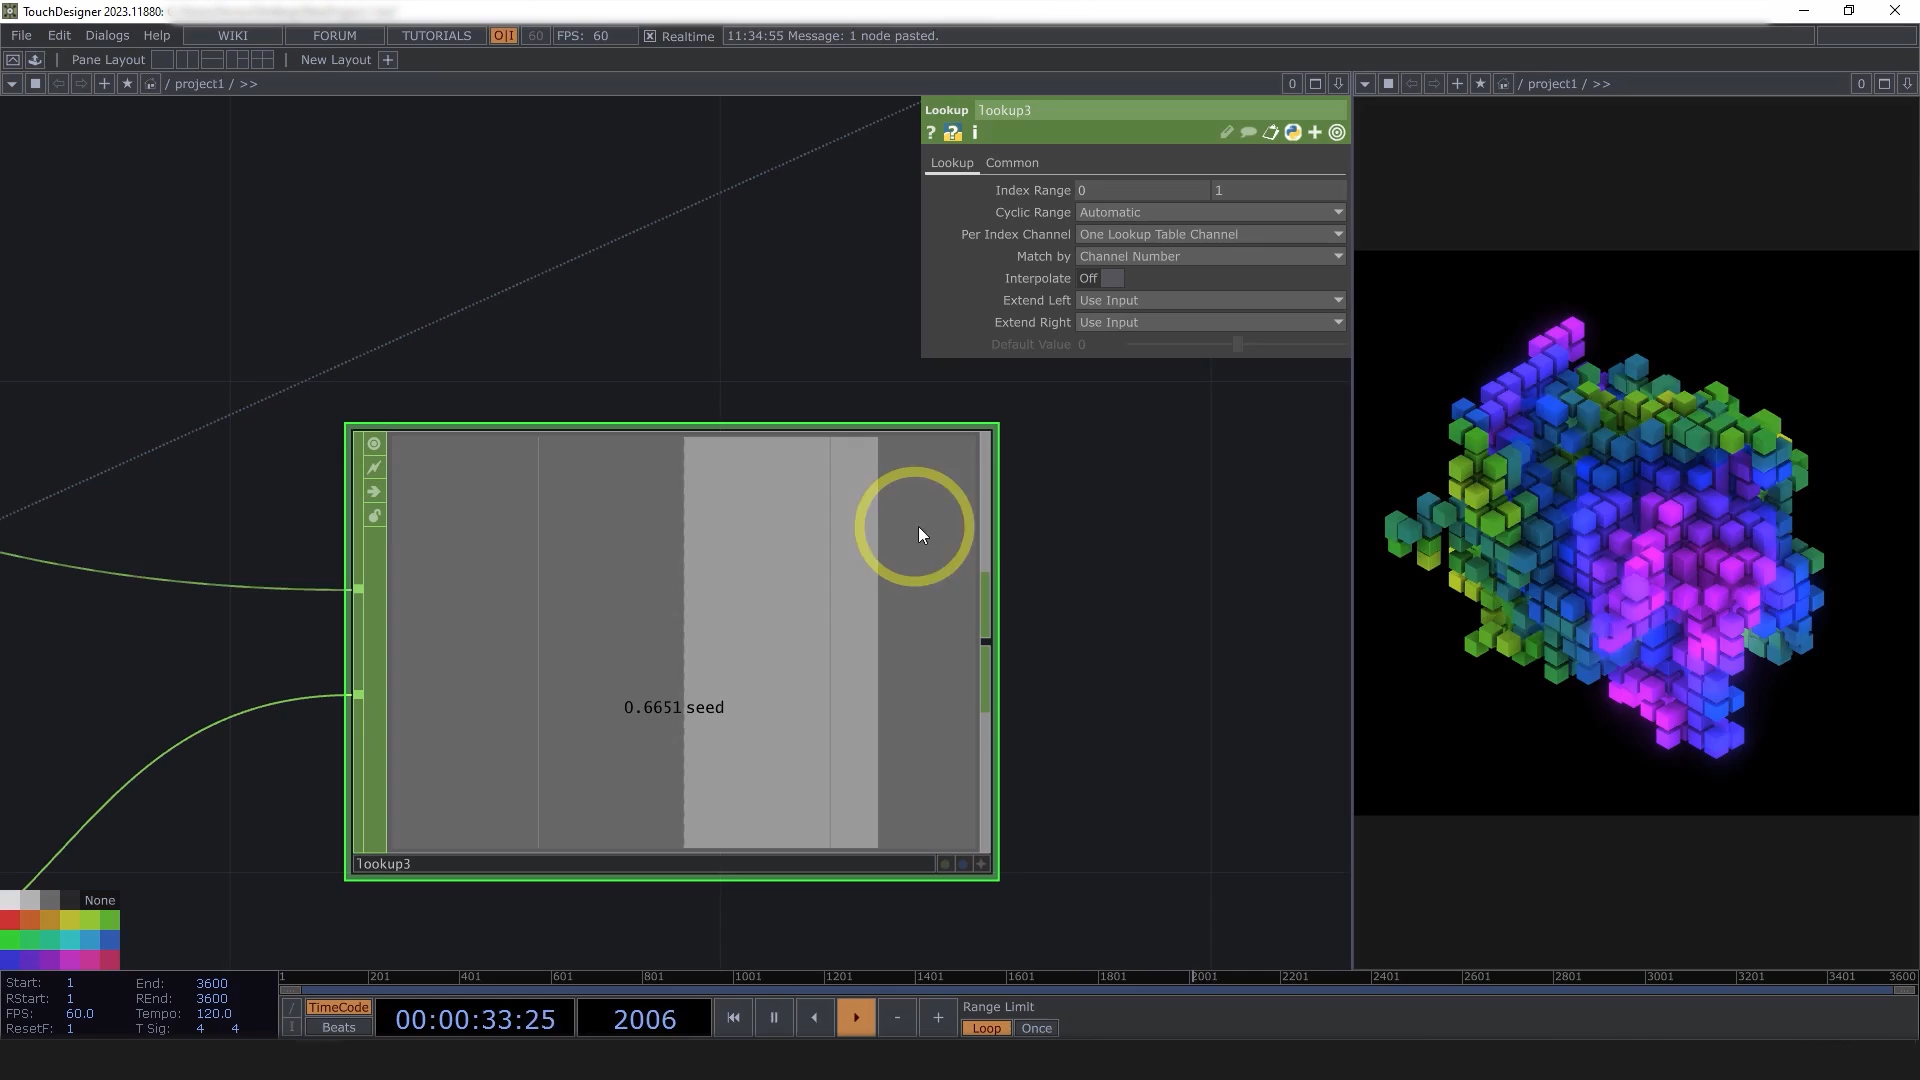 TouchDesigner 2023.11880:
File Edit Dialogs Help WIKI FORUM TUTORIALS O|I 60 FPS: 60 Realtime 11:34:55 Message: 1 node pasted.
Pane Layout | New Layout +
/ project1 / >> 0 / project1 / >> 0
Lookup lookup3
? ? i
Lookup Common
Index Range 0 1
Cyclic Range Automatic
Per Index Channel One Lookup Table Channel
Match by Channel Number
Interpolate Off
Extend Left Use Input
Extend Right Use Input
Default Value 0
0.6651 seed
lookup3
None
1 201 401 601 801 1001 1201 1401 1601 1801 2001 2201 2401 2601 2801 3001 3201 3401 3600
Start: 1 End: 3600
RStart: 1 REnd: 3600
FPS: 60.0 Tempo: 120.0
ResetF: 1 T Sig: 4 4
TimeCode
Beats
00:00:33:25 2006
- +
Range Limit
Loop Once